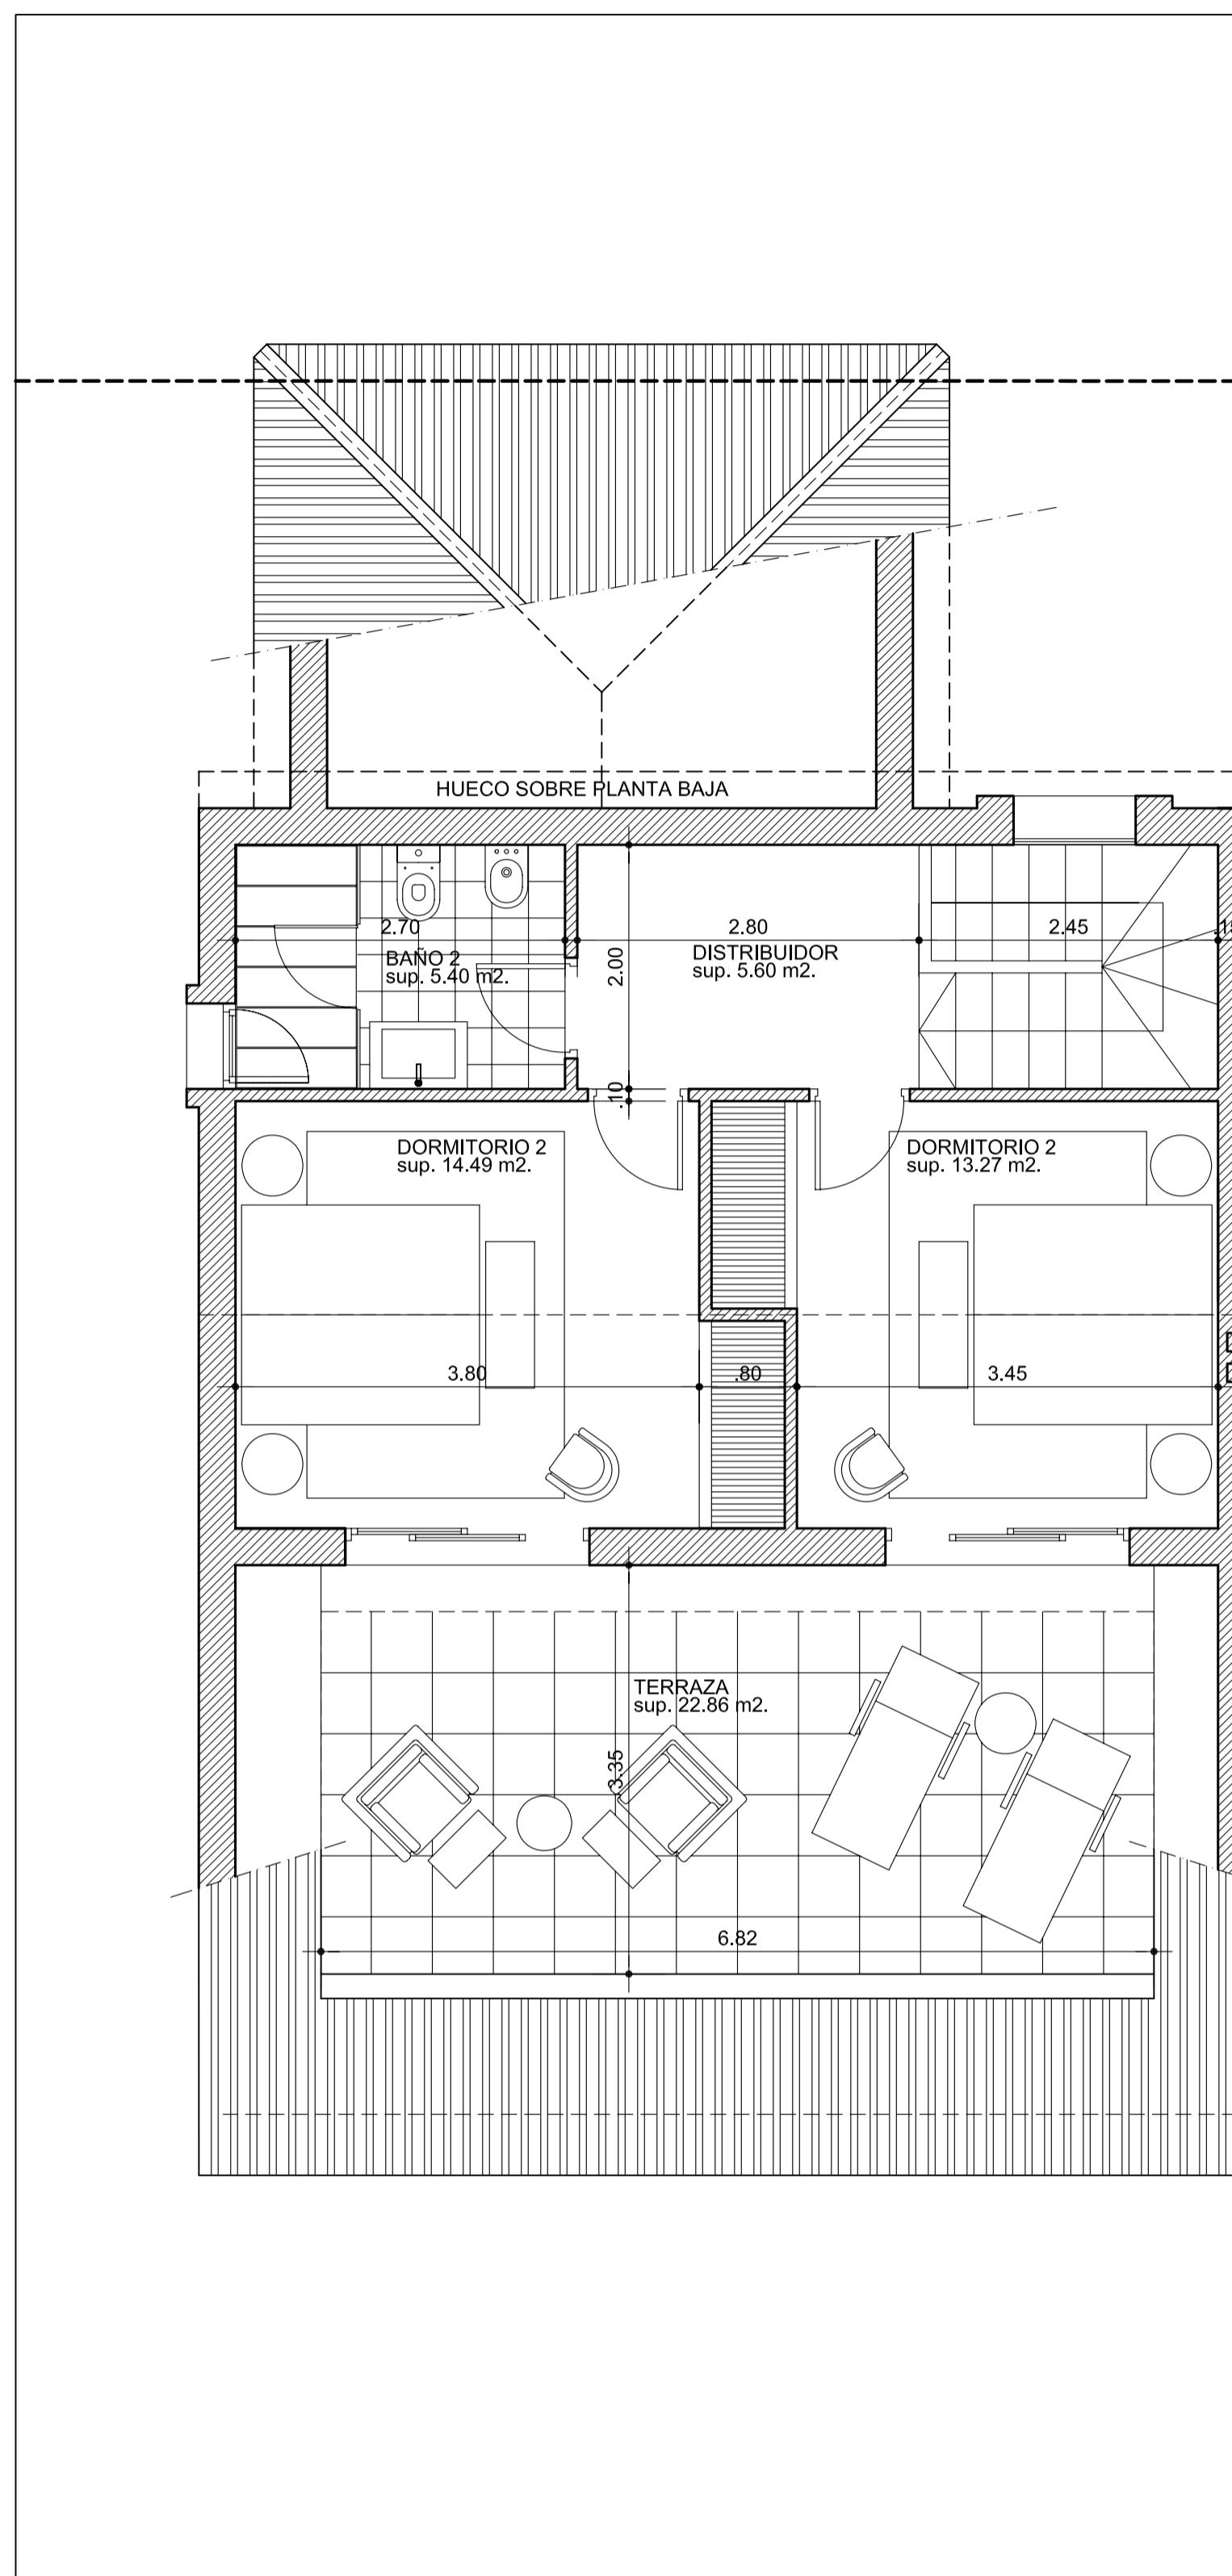 HUECO SOBRE PLANTA BAJA
2.70
2.80
2.45
BAÑO 2
sup. 5.40 m2.
2.00
DISTRIBUIDOR
sup. 5.60 m2.
.10
DORMITORIO 2
sup. 14.49 m2.
DORMITORIO 2
sup. 13.27 m2.
3.80
.80
3.45
TERRAZA
sup. 22.86 m2.
3.35
6.82